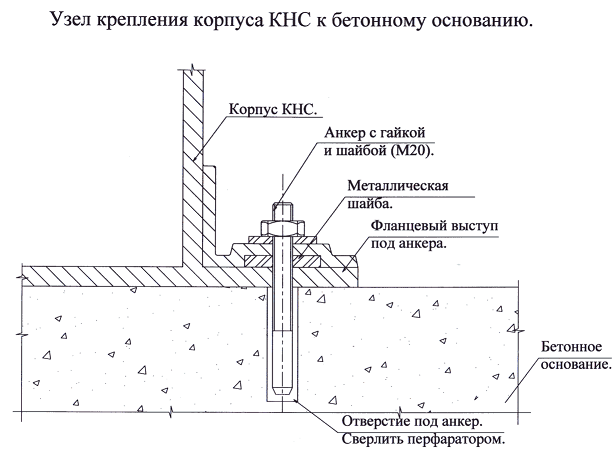 Узел крепления корпуса КНС к бетонному основанию.
Корпус КНС.
Анкер с гайкой
и шайбой (М20).
Металлическая
шайба.
Фланцевый выступ
под анкера.
Бетонное
основание.
Отверстие под анкер.
Сверлить перфаратором.